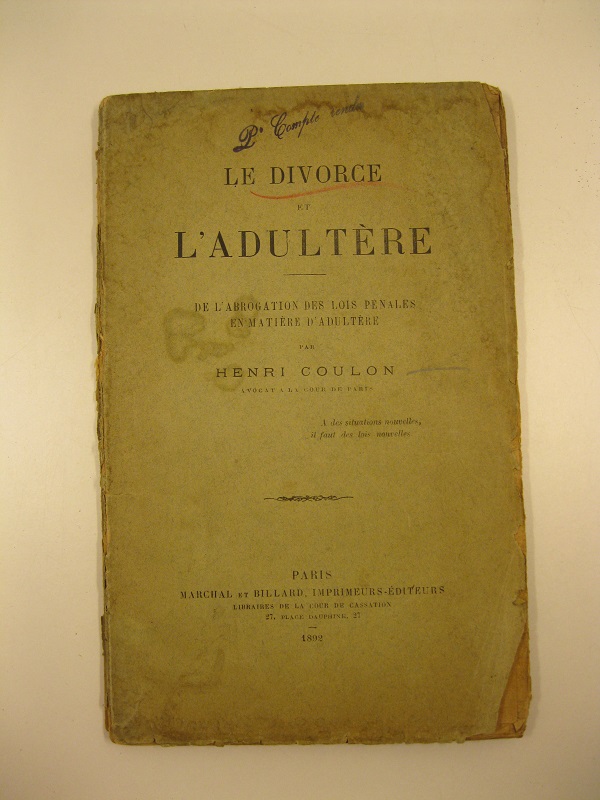 Pr Compte rendu
LE DIVORCE
ET
L'ADULTÈRE
DE L'ABROGATION DES LOIS PÉNALES
EN MATIÈRE D'ADULTÈRE
PAR
HENRI COULON
AVOCAT A LA COUR DE PARIS
A des situations nouvelles,
il faut des lois nouvelles
PARIS
MARCHAL ET BILLARD, IMPRIMEURS-ÉDITEURS
LIBRAIRES DE LA COUR DE CASSATION
27, PLACE DAUPHINE, 27
1892